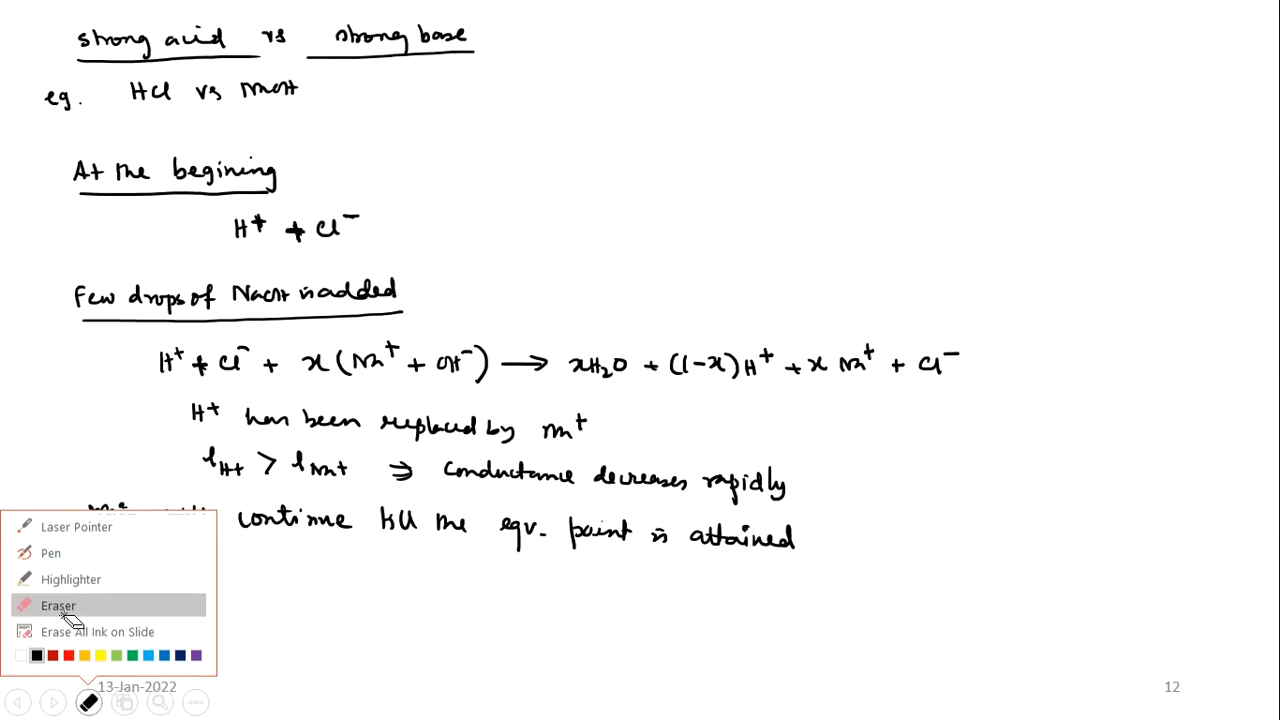 strong acid vs strong base
eg. HCl vs NaOH
At the begining
H⁺ + Cl⁻
Few drops of NaOH is added
H⁺ + Cl⁻ + x(Na⁺ + OH⁻) ⟶ xH₂O + (1-x)H⁺ + x Na⁺ + Cl⁻
H⁺ has been replaced by Na⁺
l_H+ > l_Na+ ⇒ conductance decreases rapidly
continue till the eqv. point is attained
Laser Pointer
Pen
Highlighter
Eraser
Erase All Ink on Slide
13-Jan-2022
12